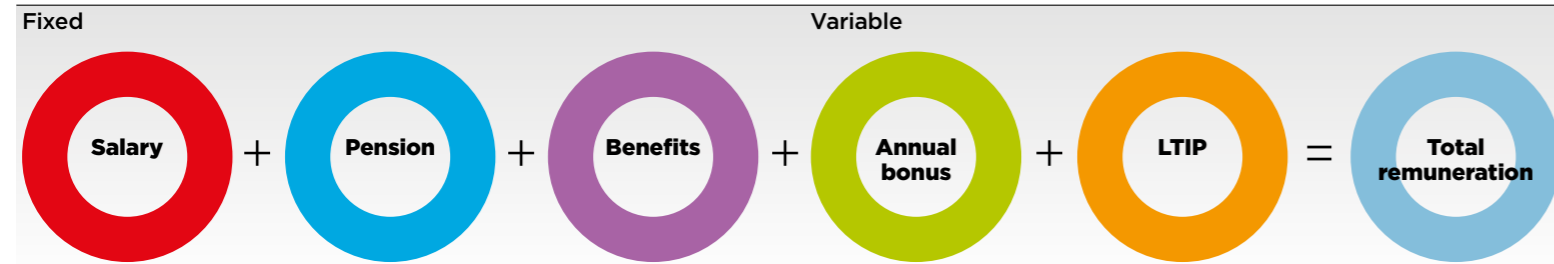 Fixed
Variable
Salary
+
Pension
+
Benefits
+
Annual
bonus
+
LTIP
=
Total
remuneration